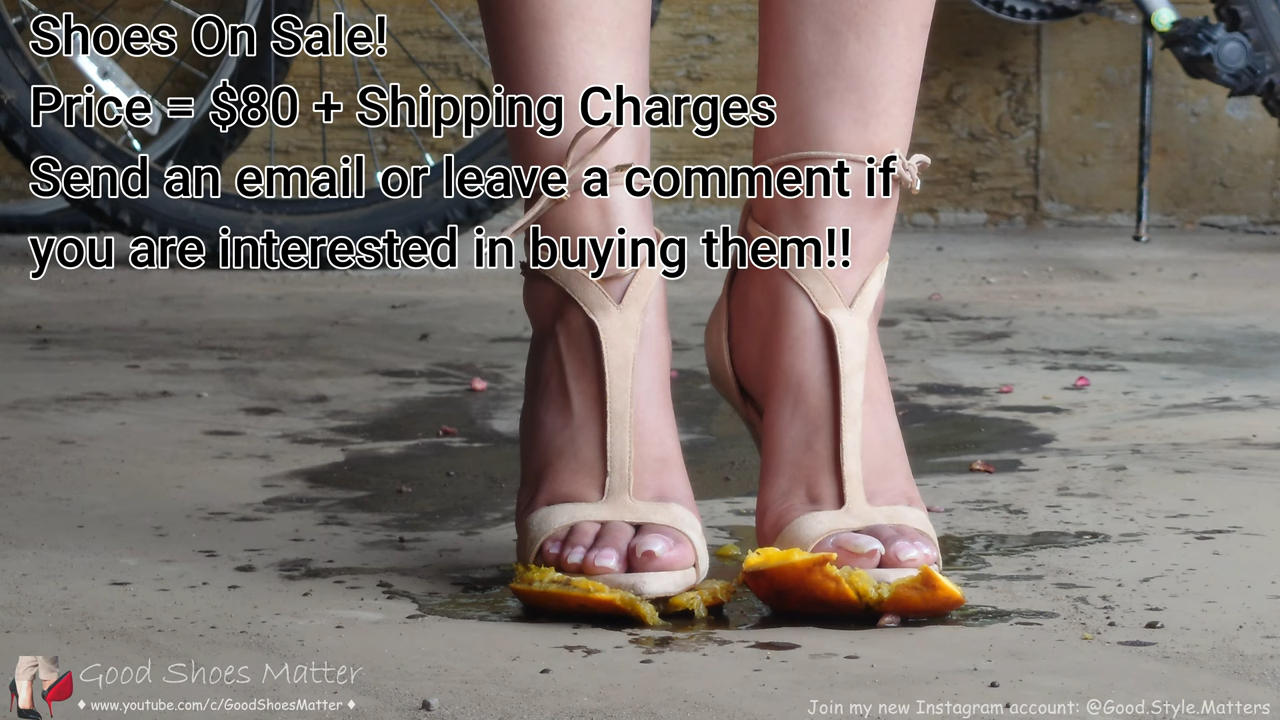 Shoes On Sale!
Price = $80 + Shipping Charges
Send an email or leave a comment if
you are interested in buying them!!
Good Shoes Matter
♦ www.youtube.com/c/GoodShoesMatter ♦
Join my new Instagram account: @Good.Style.Matters